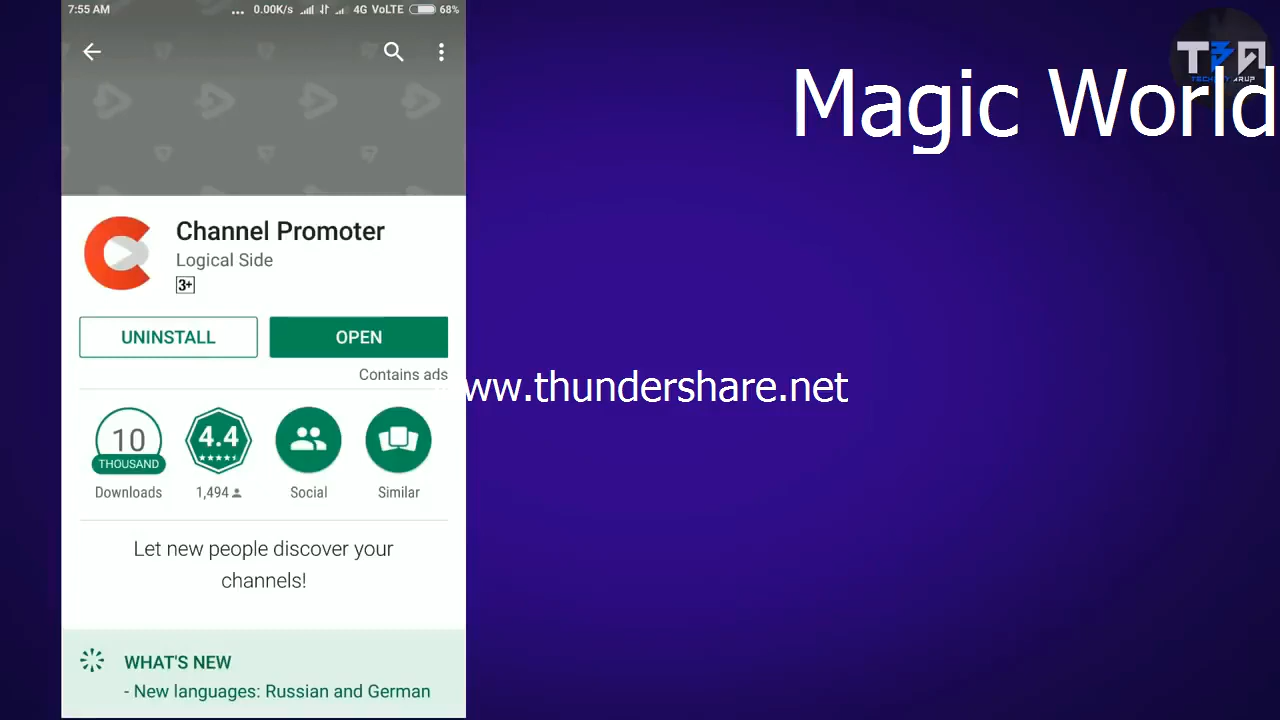 7:55 AM ... 0.00K/s 4G VoLTE 68%
Magic World
Channel Promoter
Logical Side
3+
UNINSTALL OPEN
Contains ads
ww.thundershare.net
10 THOUSAND
4.4
Downloads 1,494 Social Similar
Let new people discover your
channels!
WHAT'S NEW
- New languages: Russian and German